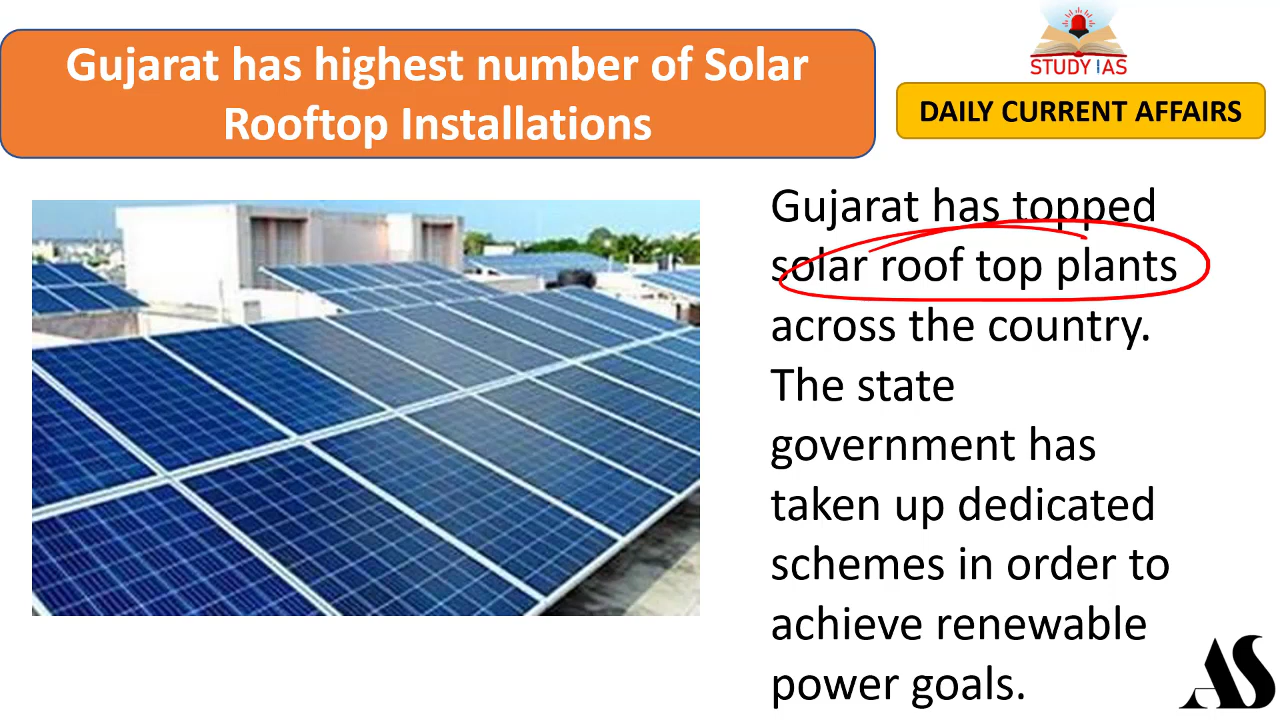 Gujarat has highest number of Solar
Rooftop Installations
STUDY IAS
DAILY CURRENT AFFAIRS
Gujarat has topped
solar roof top plants
across the country.
The state
government has
taken up dedicated
schemes in order to
achieve renewable
power goals.
AS